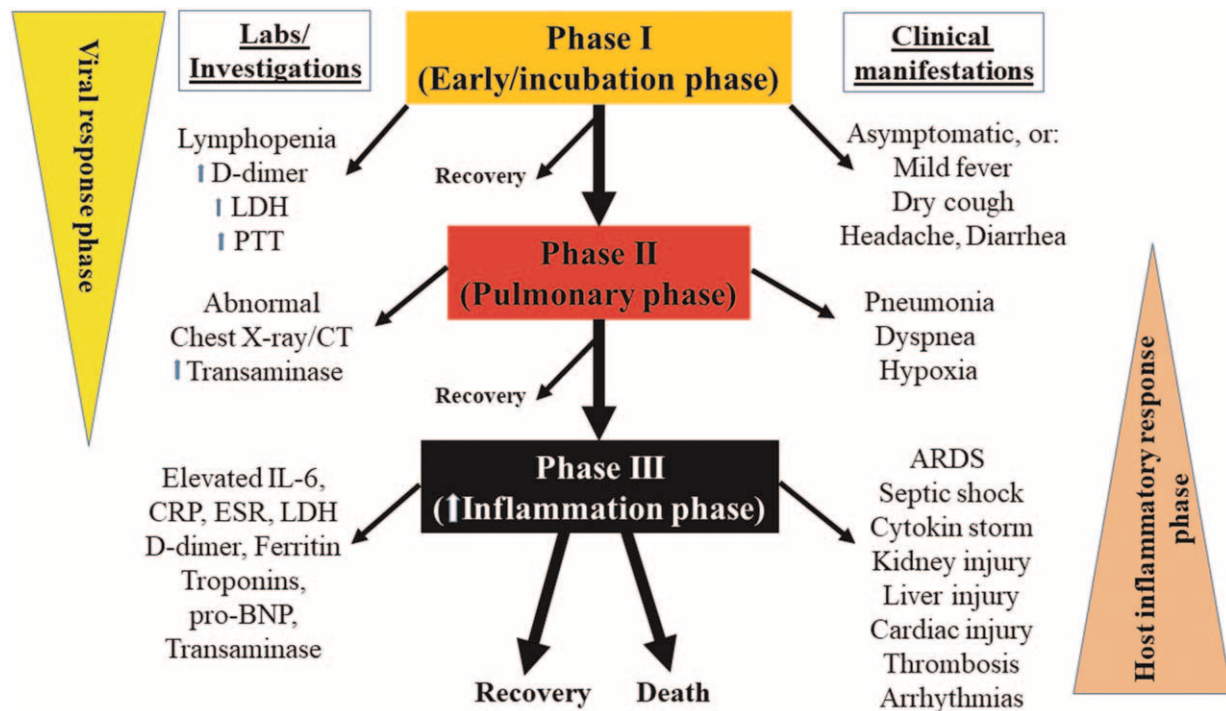 Viral response phase
Labs/
Investigations
Phase I
(Early/incubation phase)
Clinical
manifestations
Lymphopenia
⬆D-dimer
⬆LDH
⬆PTT
Recovery
Asymptomatic, or:
Mild fever
Dry cough
Headache, Diarrhea
Phase II
(Pulmonary phase)
Abnormal
Chest X-ray/CT
⬆Transaminase
Recovery
Pneumonia
Dyspnea
Hypoxia
Phase III
(⬆Inflammation phase)
Elevated IL-6,
CRP, ESR, LDH
D-dimer, Ferritin
Troponins,
pro-BNP,
Transaminase
ARDS
Septic shock
Cytokin storm
Kidney injury
Liver injury
Cardiac injury
Thrombosis
Arrhythmias
Recovery
Death
Host inflammatory response
phase